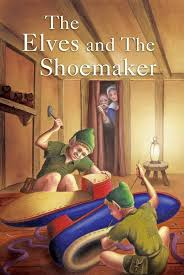 The
Elves and The
Shoemaker